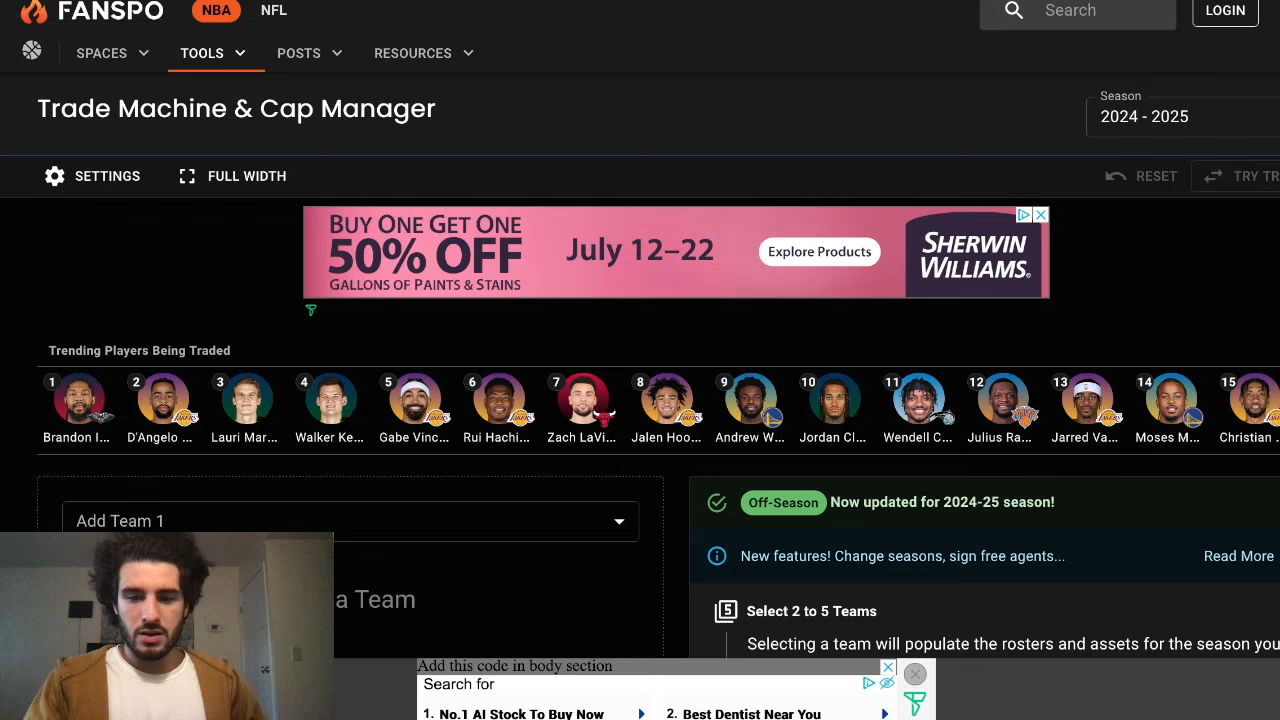 FANSPO
NBA
NFL
Search
LOGIN
SPACES
TOOLS
POSTS
RESOURCES
Trade Machine & Cap Manager
Season
2024 - 2025
SETTINGS
FULL WIDTH
RESET
TRY TR
BUY ONE GET ONE
50% OFF
GALLONS OF PAINTS & STAINS
July 12–22
Explore Products
SHERWIN
WILLIAMS.
Trending Players Being Traded
1 2 3 4 5 6 7 8 9 10 11 12 13 14 15
Brandon I... D'Angelo ... Lauri Mar... Walker Ke... Gabe Vinc... Rui Hachi... Zach LaVi... Jalen Hoo... Andrew W... Jordan Cl... Wendell C... Julius Ra... Jarred Va... Moses M... Christian .
Add Team 1
a Team
Off-Season Now updated for 2024-25 season!
New features! Change seasons, sign free agents...
Read More
5 Select 2 to 5 Teams
Selecting a team will populate the rosters and assets for the season you
Add this code in body section
Search for
1. No.1 AI Stock To Buy Now
2. Best Dentist Near You